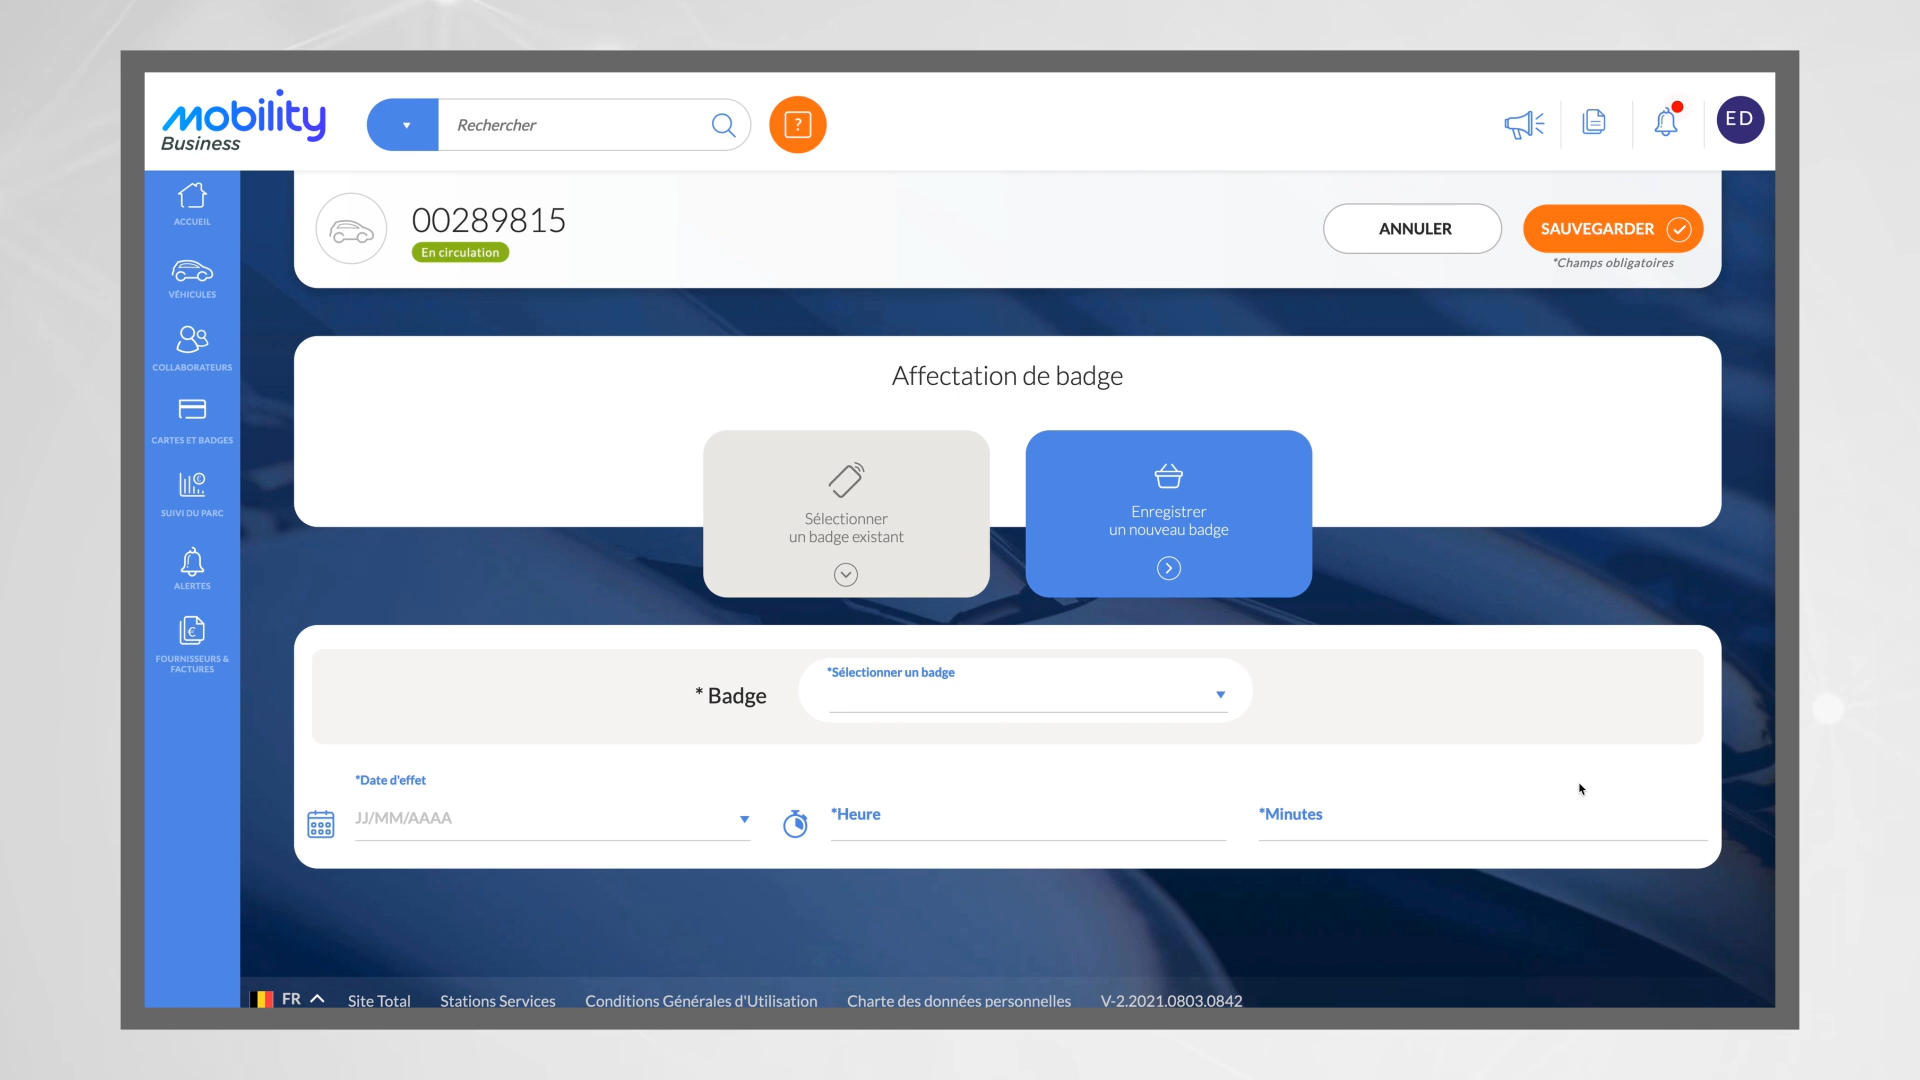 mobility
Business
Rechercher
?
ED
ACCUEIL
VÉHICULES
COLLABORATEURS
CARTES ET BADGES
SUIVI DU PARC
ALERTES
FOURNISSEURS &
FACTURES
00289815
En circulation
ANNULER
SAUVEGARDER
*Champs obligatoires
Affectation de badge
Sélectionner
un badge existant
Enregistrer
un nouveau badge
* Badge
*Sélectionner un badge
*Date d'effet
JJ/MM/AAAA
*Heure
*Minutes
FR
Site Total
Stations Services
Conditions Générales d'Utilisation
Charte des données personnelles
V-2.2021.0803.0842